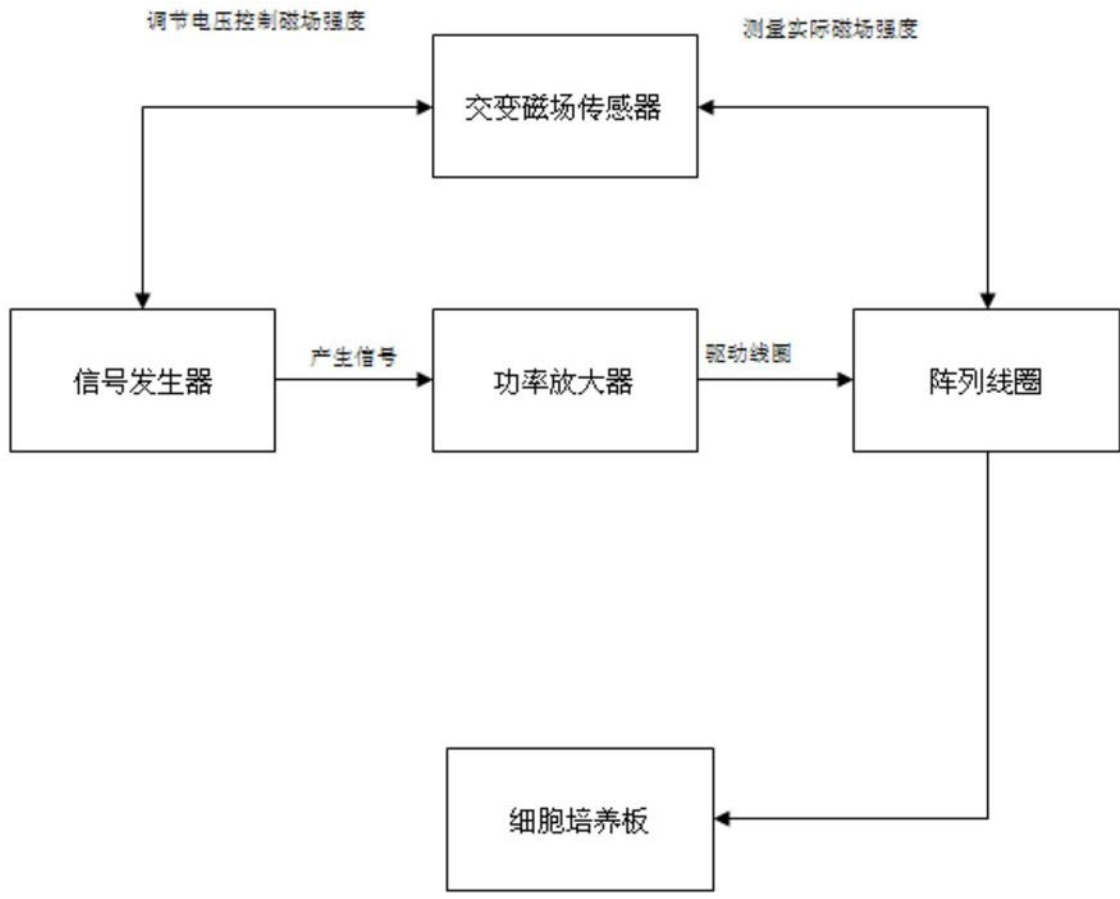 调节电压控制磁场强度
测量实际磁场强度
交变磁场传感器
产生信号
驱动线圈
信号发生器
功率放大器
阵列线圈
细胞培养板